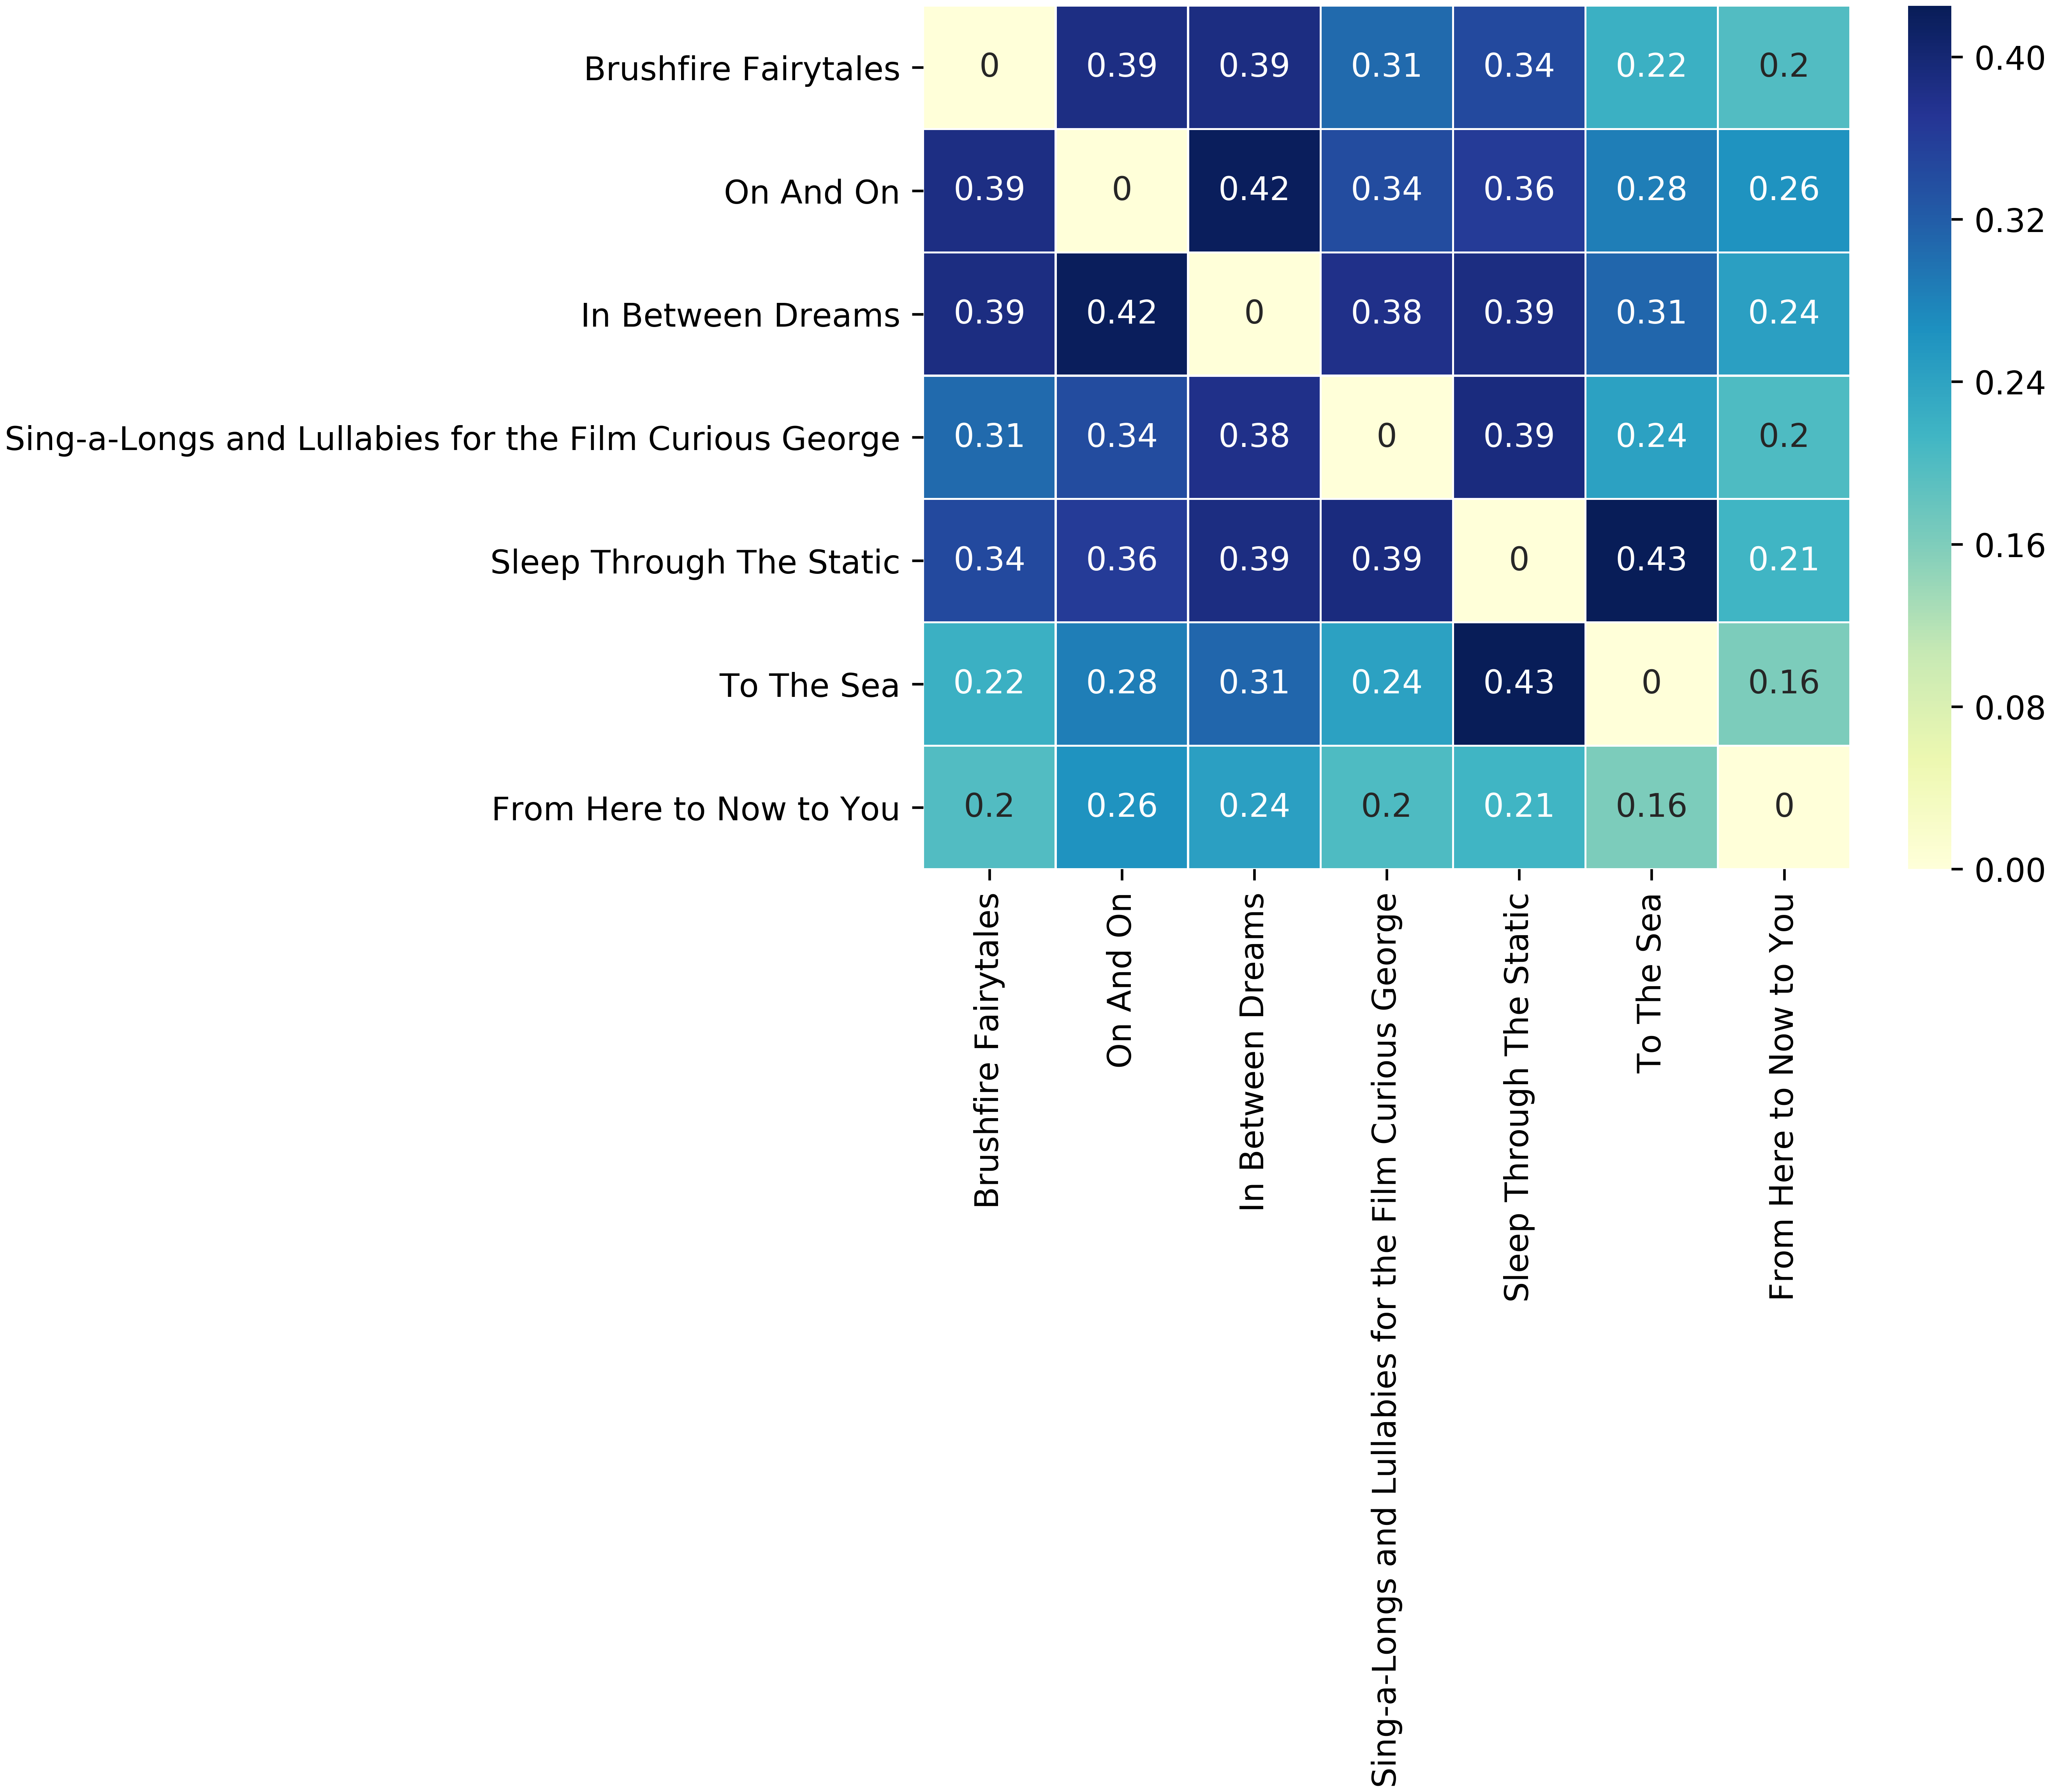 Brushfire Fairytales 0 0.39 0.39 0.31 0.34 0.22 0.2
On And On 0.39 0 0.42 0.34 0.36 0.28 0.26
In Between Dreams 0.39 0.42 0 0.38 0.39 0.31 0.24
Sing-a-Longs and Lullabies for the Film Curious George 0.31 0.34 0.38 0 0.39 0.24 0.2
Sleep Through The Static 0.34 0.36 0.39 0.39 0 0.43 0.21
To The Sea 0.22 0.28 0.31 0.24 0.43 0 0.16
From Here to Now to You 0.2 0.26 0.24 0.2 0.21 0.16 0
Brushfire Fairytales
On And On
In Between Dreams
Sing-a-Longs and Lullabies for the Film Curious George
Sleep Through The Static
To The Sea
From Here to Now to You
0.40
0.32
0.24
0.16
0.08
0.00